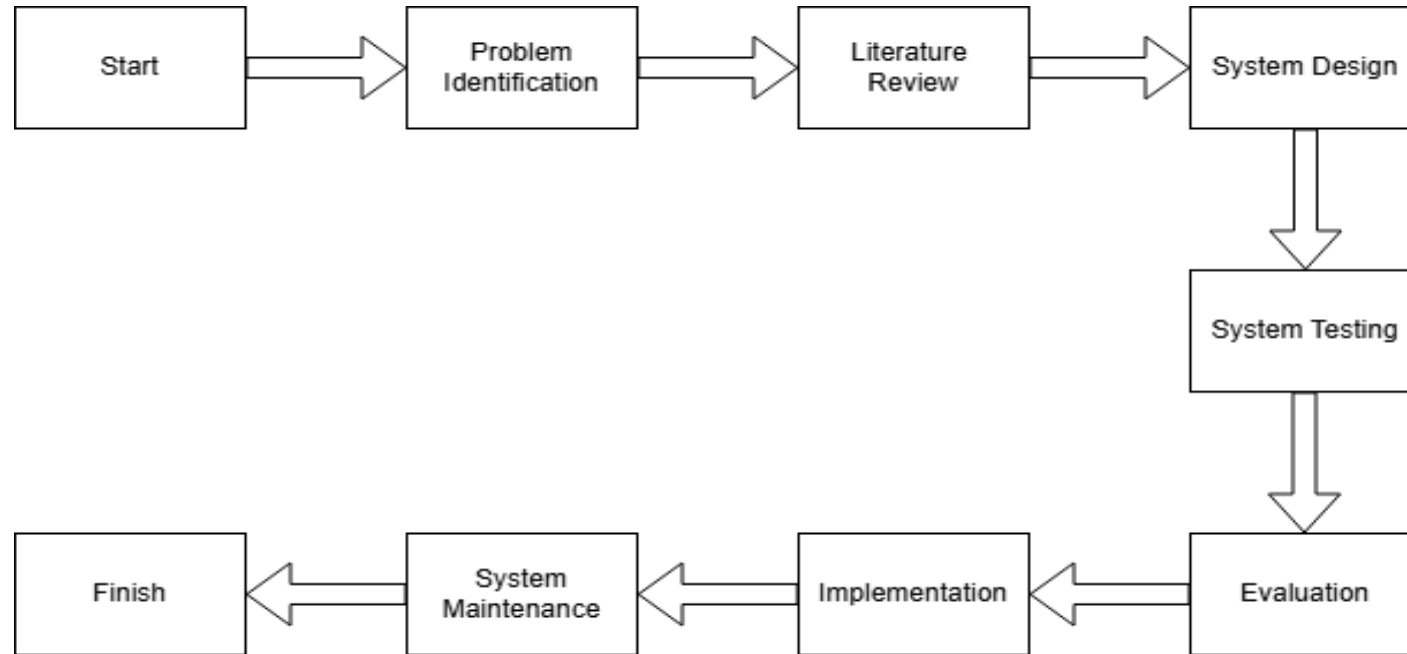 Start
Problem
Identification
Literature
Review
System Design
System Testing
Evaluation
Implementation
System
Maintenance
Finish